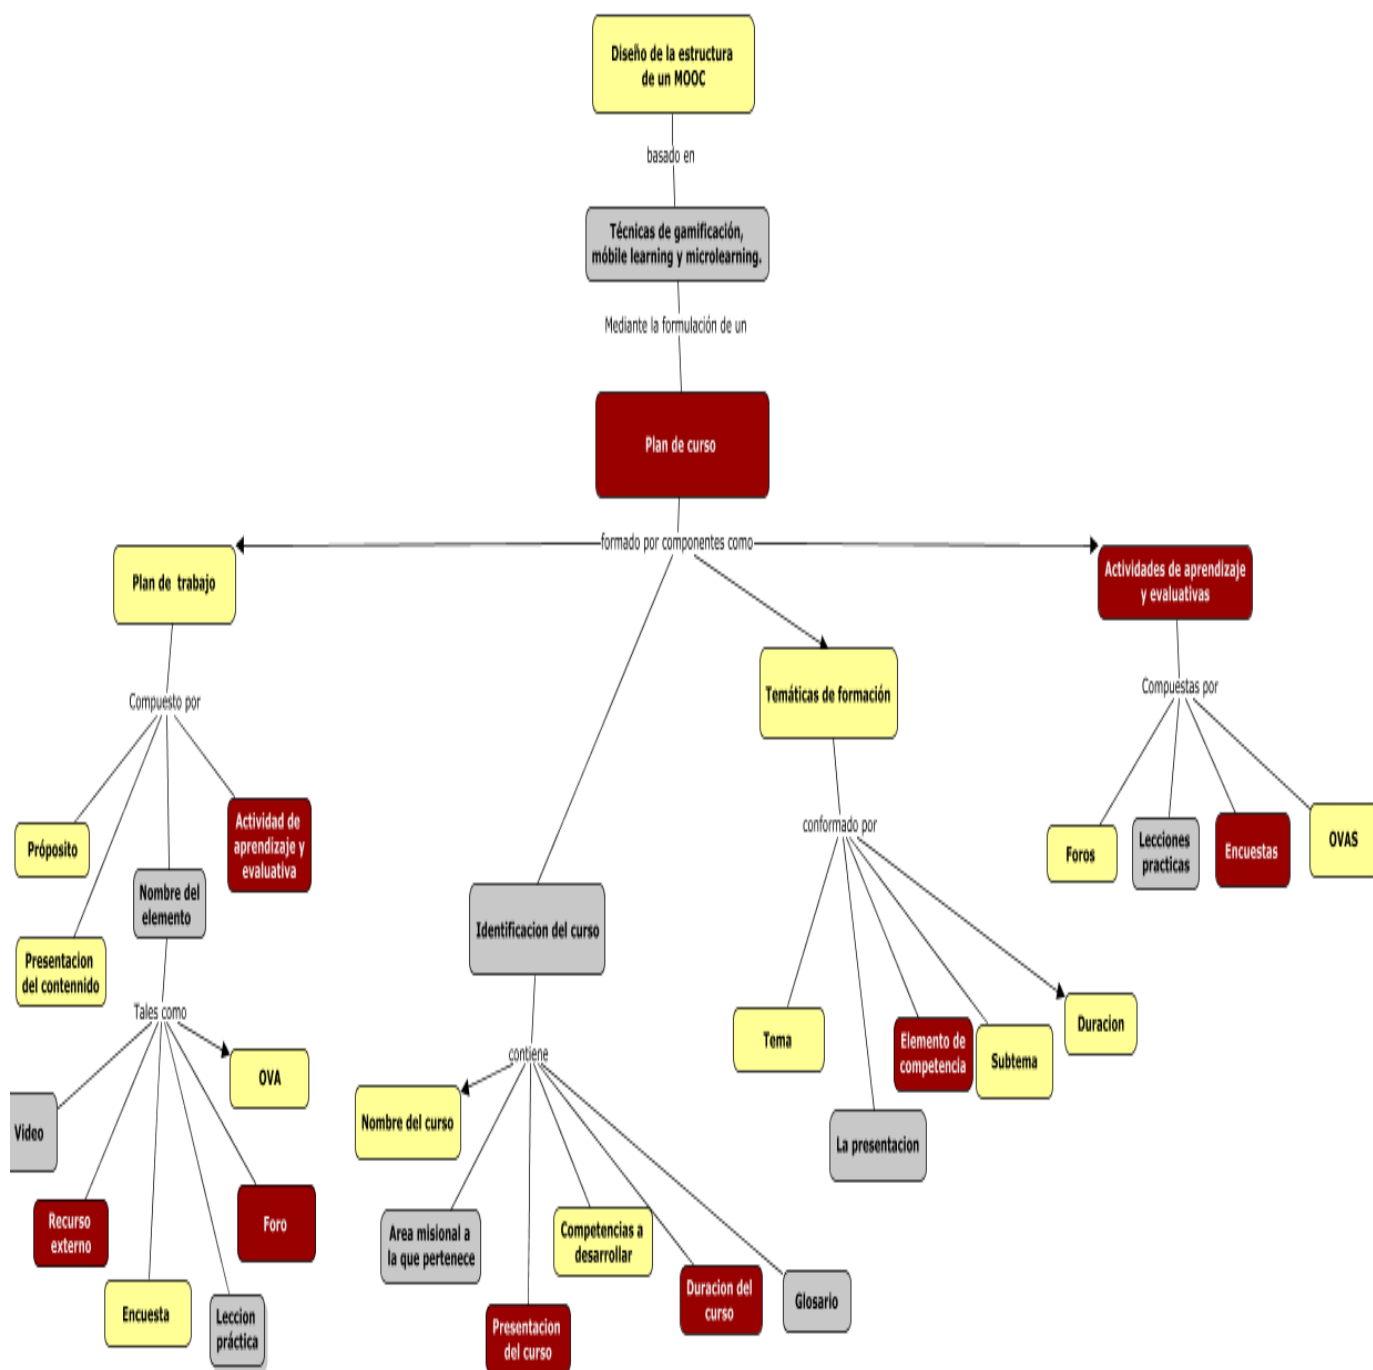 Diseño de la estructura
de un MOOC
basado en
Técnicas de gamificación,
móbile learning y microlearning.
Mediante la formulación de un
Plan de curso
formado por componentes como
Plan de trabajo
Compuesto por
Próposito
Presentacion
del contennido
Nombre del
elemento
Actividad de
aprendizaje y
evaluativa
Tales como
Video
Recurso
externo
Encuesta
Leccion
práctica
Foro
OVA
Identificacion del curso
contiene
Nombre del curso
Area misional a
la que pertenece
Presentacion
del curso
Competencias a
desarrollar
Duracion del
curso
Glosario
Temáticas de formación
conformado por
Tema
La presentacion
Elemento de
competencia
Subtema
Duracion
Actividades de aprendizaje
y evaluativas
Compuestas por
Foros
Lecciones
practicas
Encuestas
OVAS